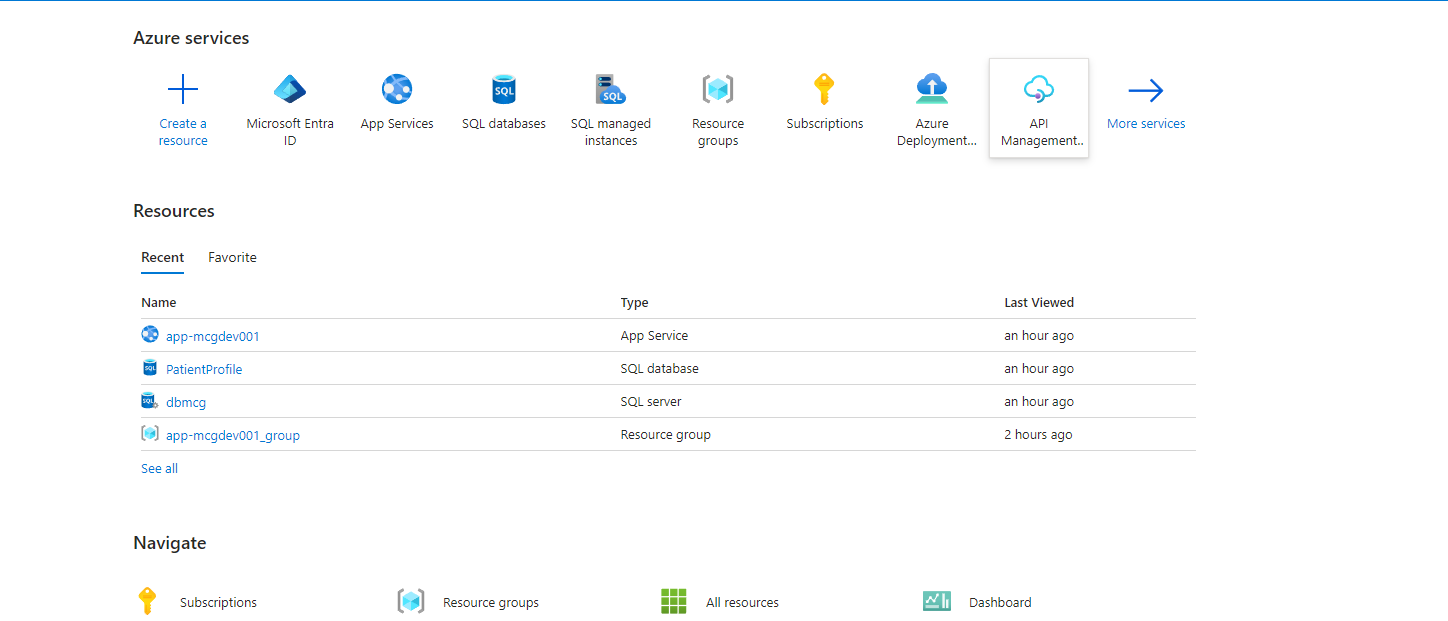 Azure services
Create a resource
Microsoft Entra ID
App Services
SQL databases
SQL managed instances
Resource groups
Subscriptions
Azure Deployment...
API Management..
More services
Resources
Recent Favorite
Name Type Last Viewed
app-mcgdev001 App Service an hour ago
PatientProfile SQL database an hour ago
dbmcg SQL server an hour ago
app-mcgdev001_group Resource group 2 hours ago
See all
Navigate
Subscriptions Resource groups All resources Dashboard